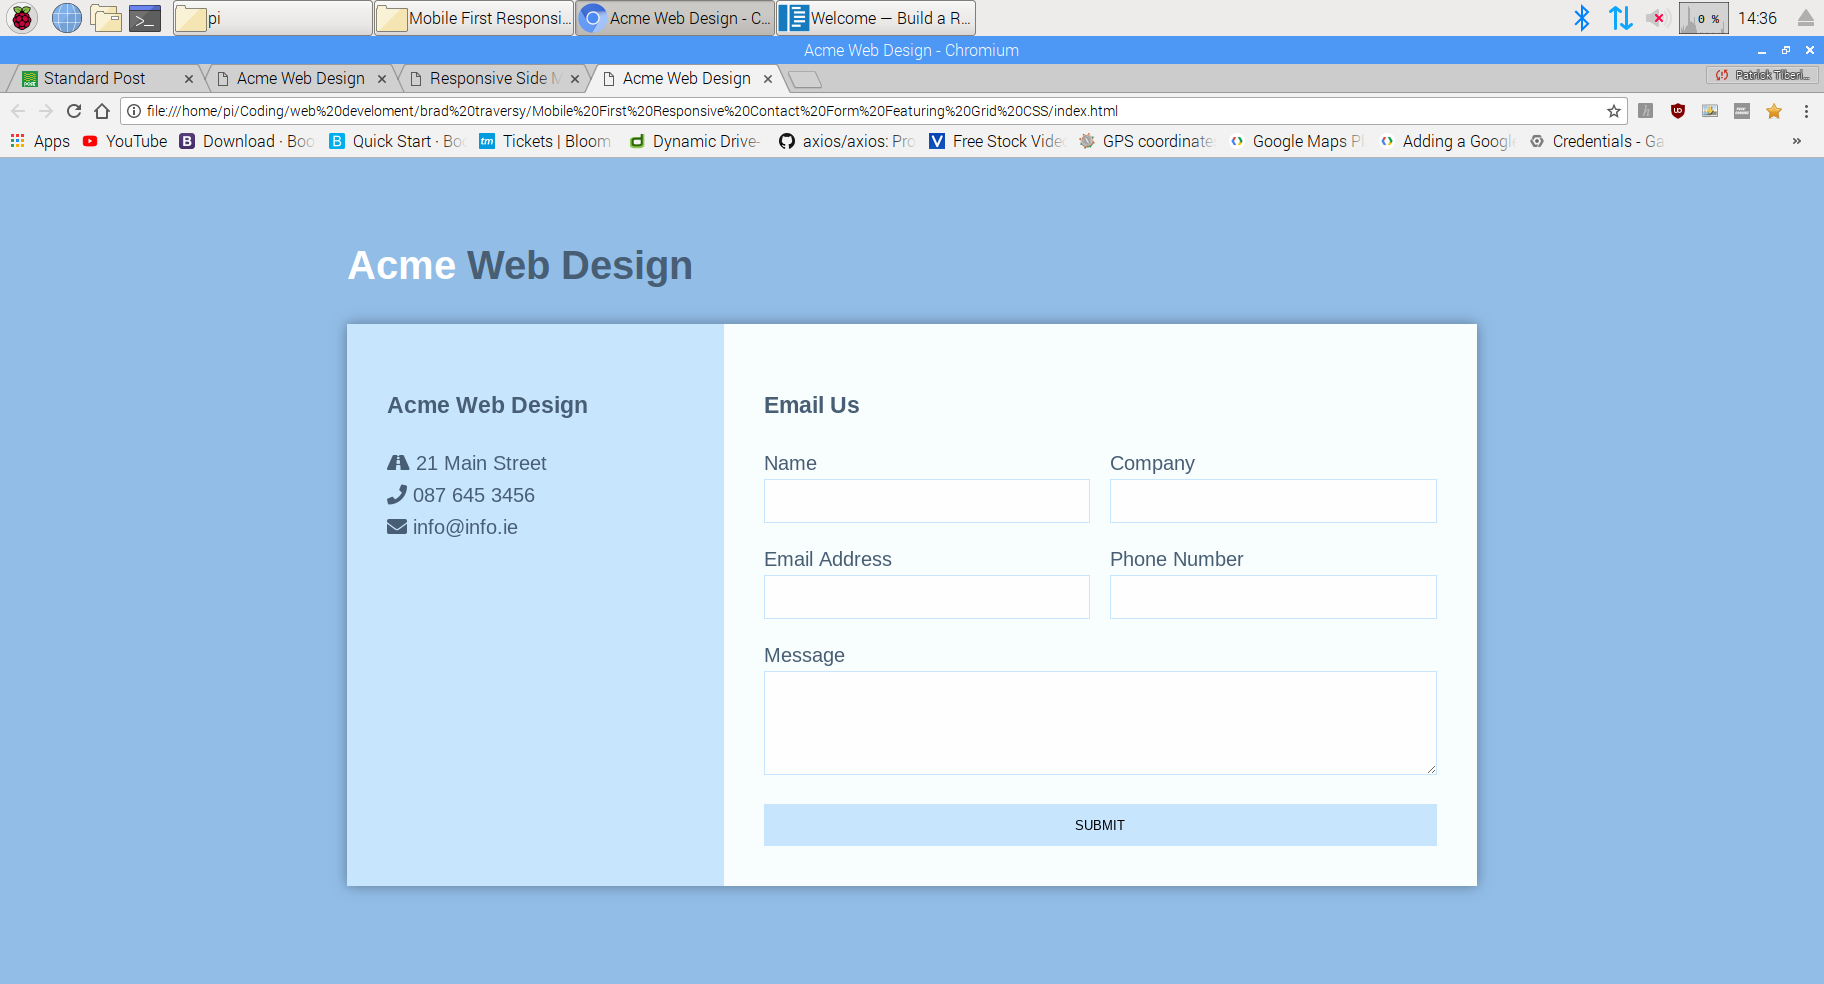 pi
Mobile First Responsi...
Acme Web Design - C...
Welcome — Build a R...
0 %
14:36
Acme Web Design - Chromium
Standard Post
Acme Web Design
Responsive Side M
Acme Web Design
Patrick Tiberi...
file:///home/pi/Coding/web%20develoment/brad%20traversy/Mobile%20First%20Responsive%20Contact%20Form%20Featuring%20Grid%20CSS/index.html
Apps
YouTube
Download · Boo
Quick Start · Boo
Tickets | Bloom
Dynamic Drive-
axios/axios: Pro
Free Stock Vide
GPS coordinate
Google Maps Pl
Adding a Google
Credentials - Ga
»
Acme Web Design
Acme Web Design
21 Main Street
087 645 3456
info@info.ie
Email Us
Name
Company
Email Address
Phone Number
Message
SUBMIT